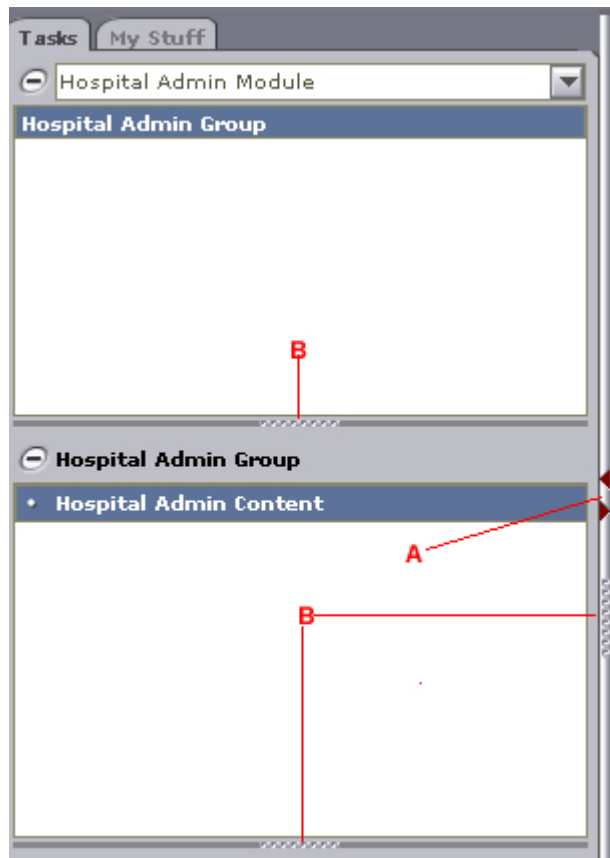 Tasks My Stuff
Hospital Admin Module
Hospital Admin Group
B
Hospital Admin Group
Hospital Admin Content
A
B